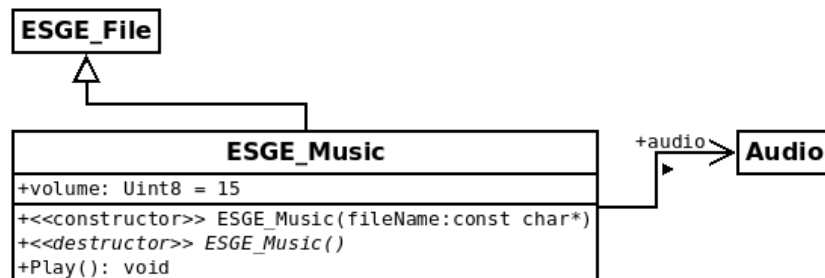 ESGE_File
ESGE_Music
+volume: Uint8 = 15
+<<constructor>> ESGE_Music(fileName:const char*)
+<<destructor>> ESGE_Music()
+Play(): void
+audio
Audio